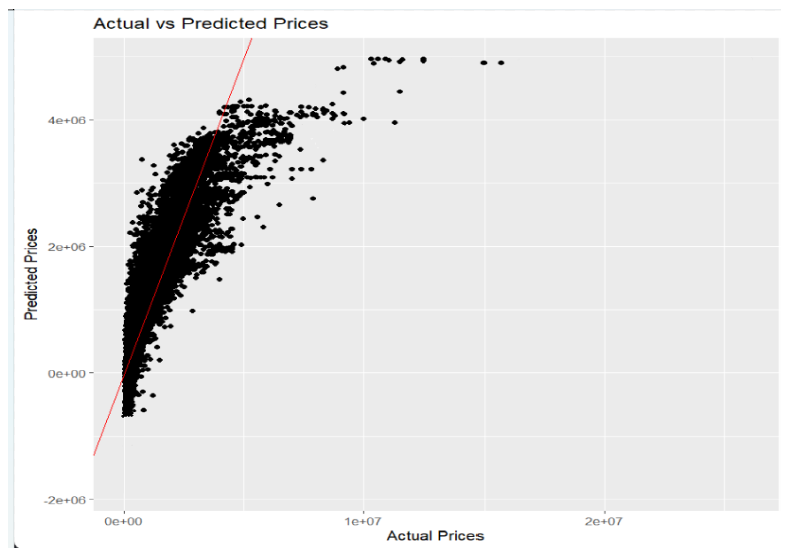 Actual vs Predicted Prices
Predicted Prices
4e+06
2e+06
0e+00
-2e+06
0e+00 1e+07 2e+07
Actual Prices